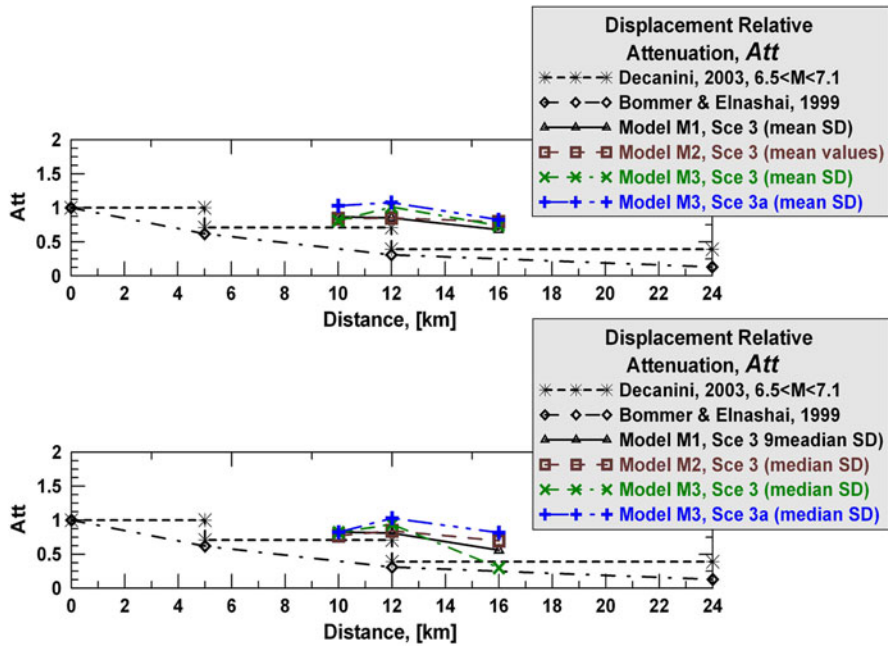 Displacement Relative
Attenuation, Att
Decanini, 2003, 6.5<M<7.1
Bommer & Elnashai, 1999
Model M1, Sce 3 (mean SD)
Model M2, Sce 3 (mean values)
Model M3, Sce 3 (mean SD)
Model M3, Sce 3a (mean SD)
2
1.5
1
0.5
0
Att
0 2 4 6 8 10 12 14 16 18 20 22 24
Distance, [km]
Displacement Relative
Attenuation, Att
Decanini, 2003, 6.5<M<7.1
Bommer & Elnashai, 1999
Model M1, Sce 3 9meadian SD)
Model M2, Sce 3 (median SD)
Model M3, Sce 3 (median SD)
Model M3, Sce 3a (median SD)
2
1.5
1
0.5
0
Att
0 2 4 6 8 10 12 14 16 18 20 22 24
Distance, [km]